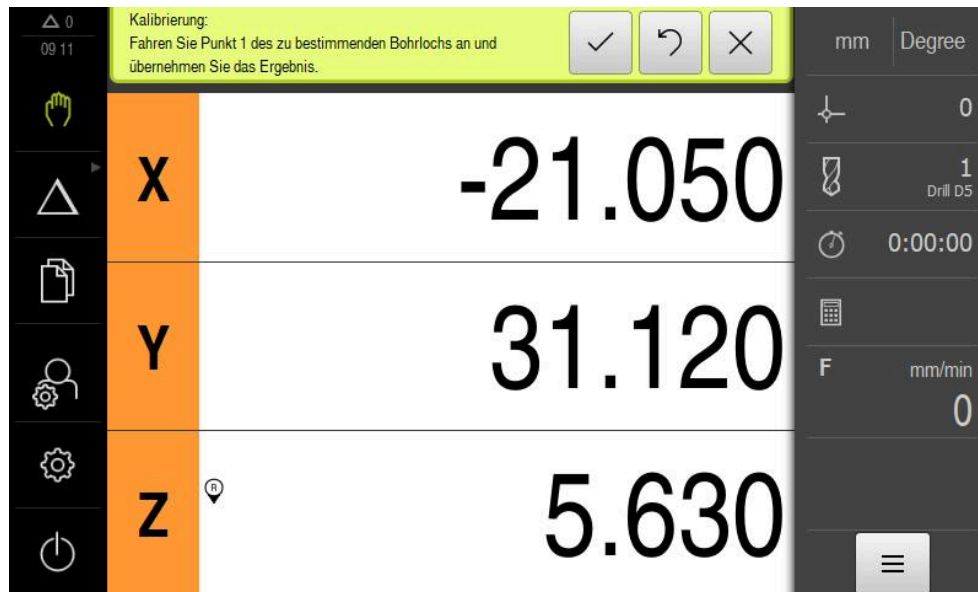 0
09 11
Kalibrierung:
Fahren Sie Punkt 1 des zu bestimmenden Bohrlochs an und
übernehmen Sie das Ergebnis.
mm Degree
X -21.050
Y 31.120
Z R 5.630
0
1
Drill D5
0:00:00
F mm/min
0